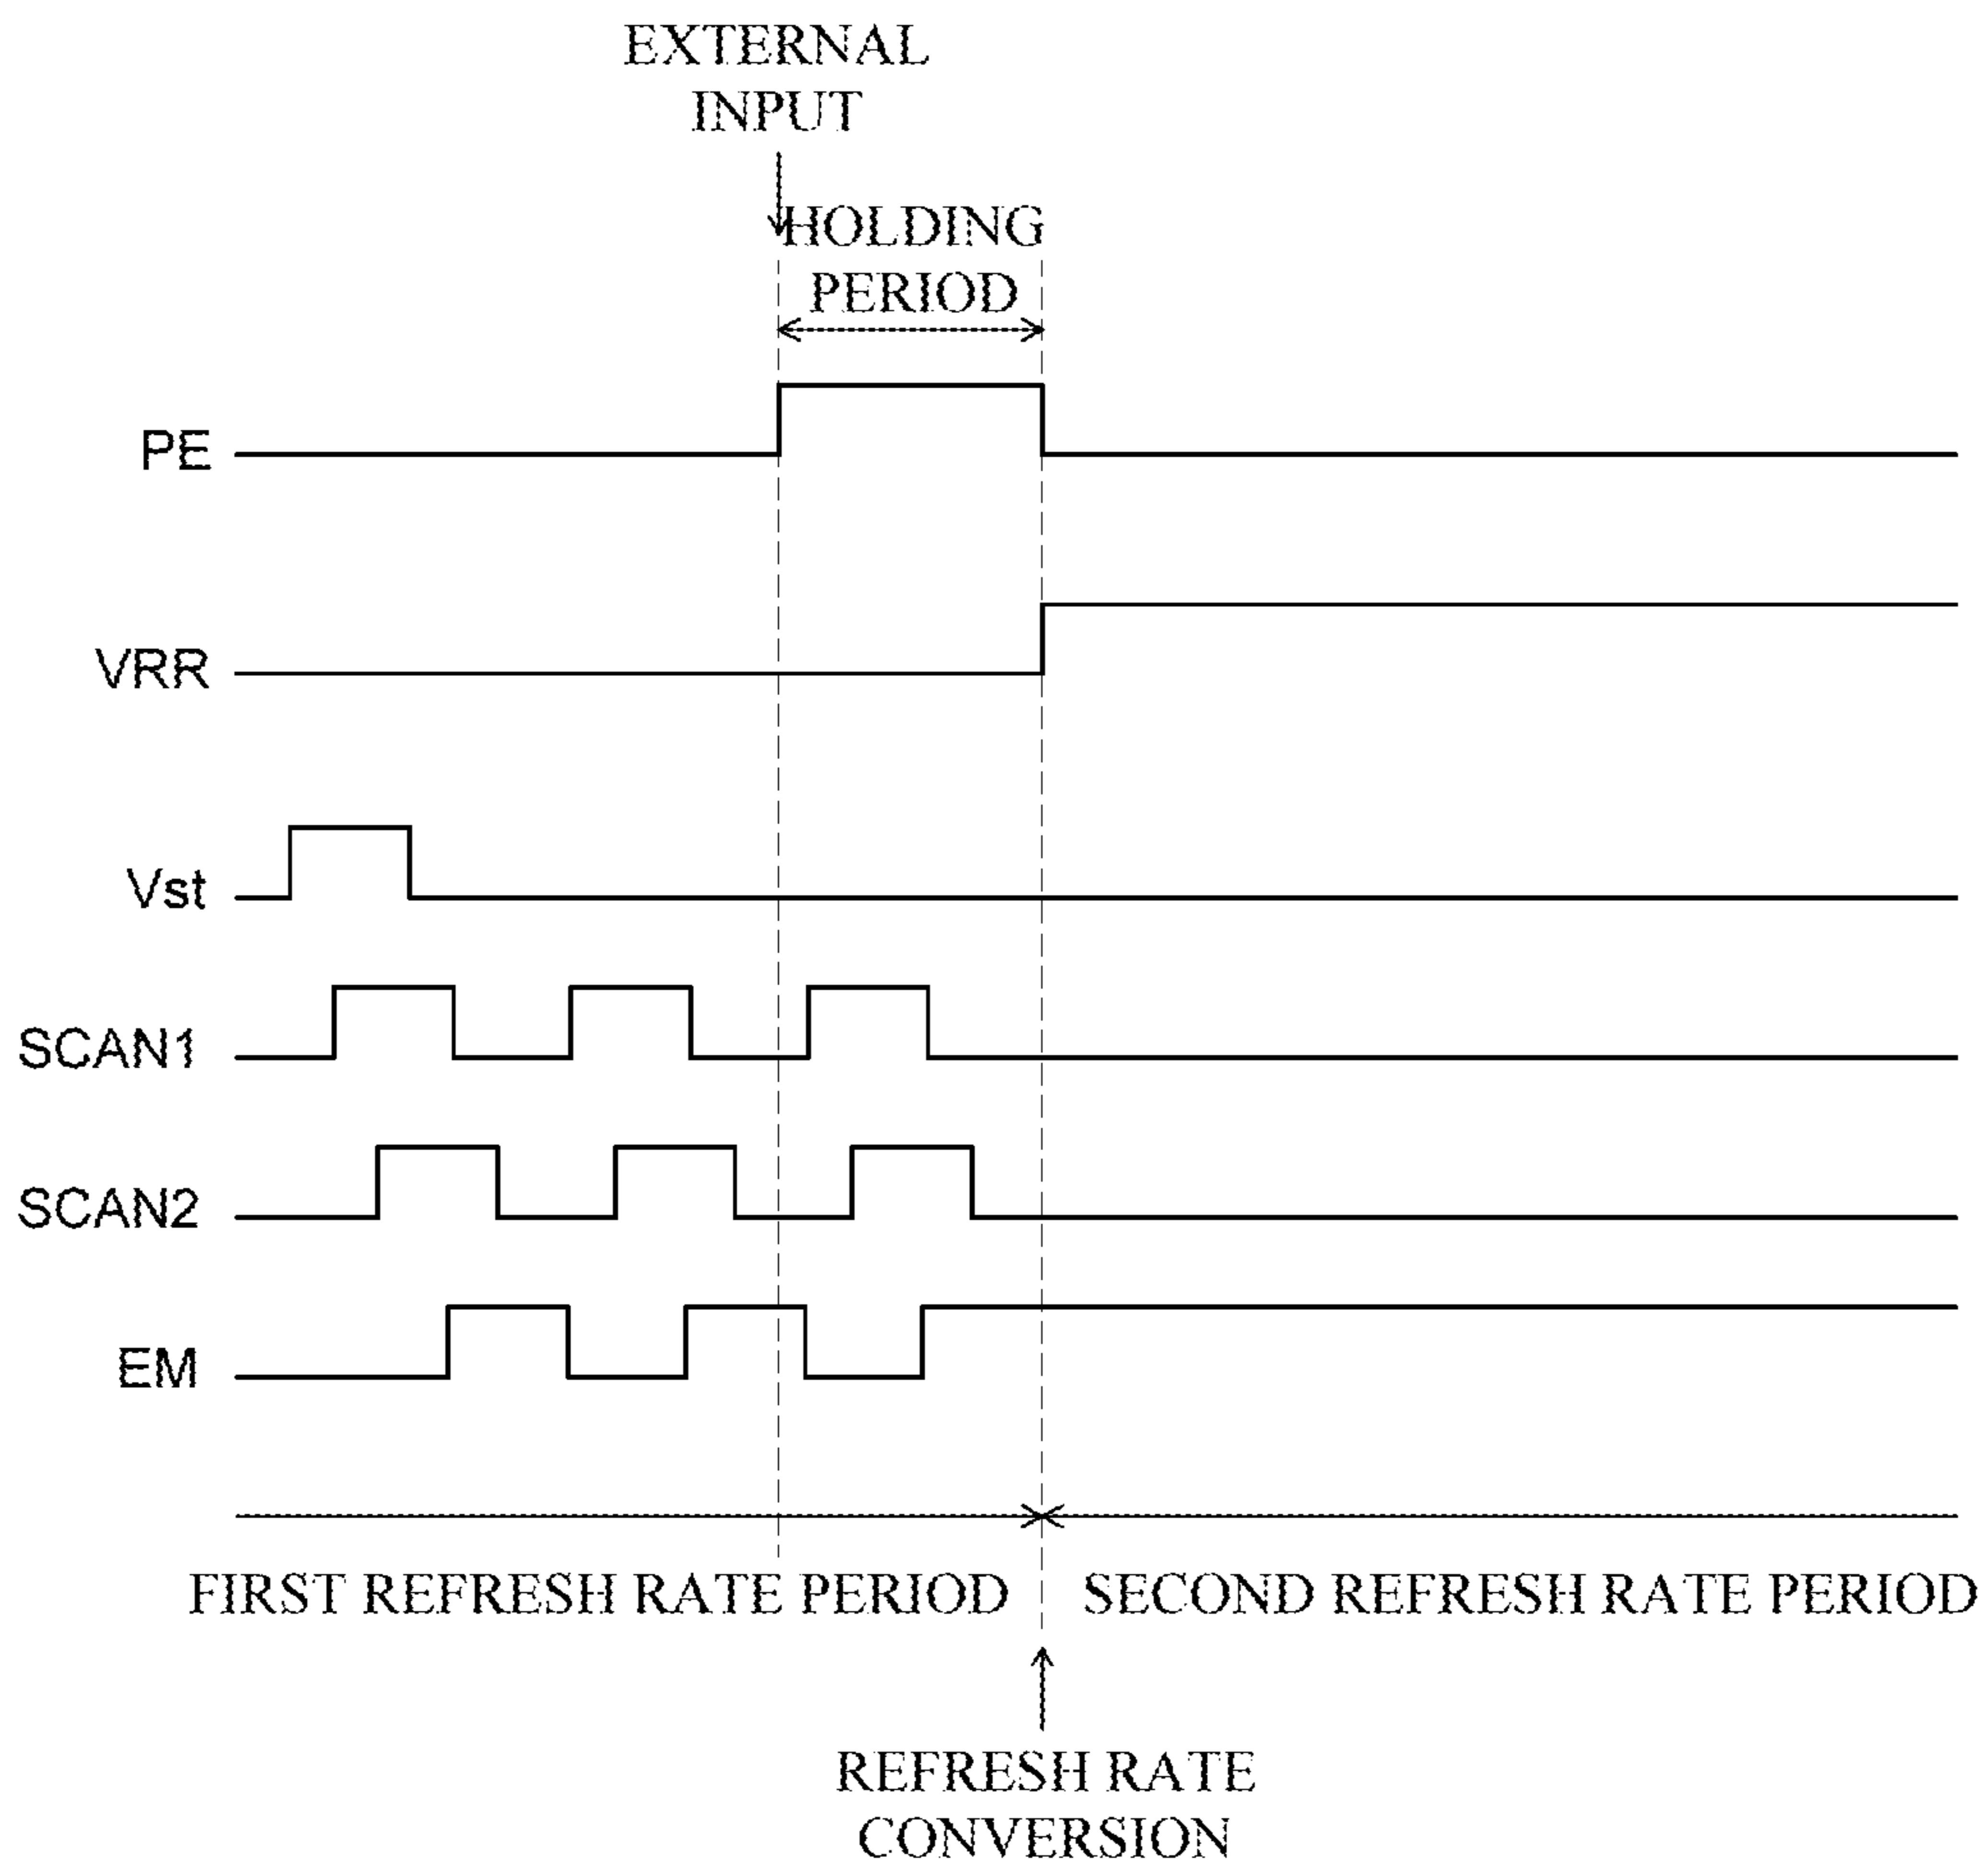 EXTERNAL
INPUT
HOLDING
PERIOD
PE
VRR
Vst
SCAN1
SCAN2
EM
FIRST REFRESH RATE PERIOD
SECOND REFRESH RATE PERIOD
REFRESH RATE
CONVERSION